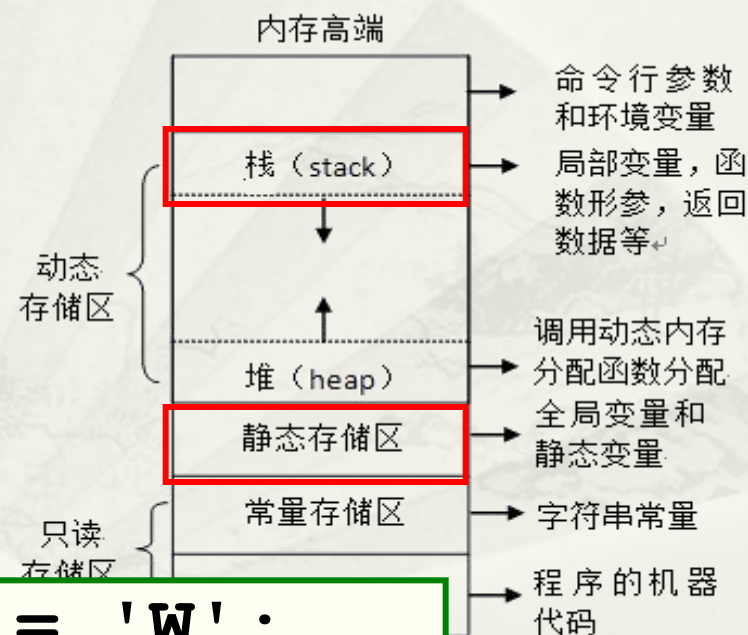 内存高端
命令行参数
和环境变量
栈（stack）
局部变量，函
数形参，返回
数据等
动态
存储区
堆（heap）
调用动态内存
分配函数分配
静态存储区
全局变量和
静态变量
只读
存储区
常量存储区
字符串常量
程序的机器
代码
= 'W';